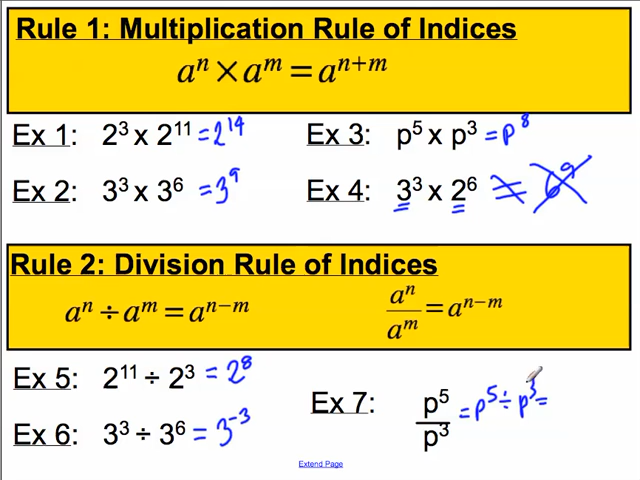 Rule 1: Multiplication Rule of Indices
aⁿ × aᵐ = aⁿ⁺ᵐ
Ex 1: 2³ x 2¹¹ = 2¹⁴
Ex 3: p⁵ x p³ = p⁸
Ex 2: 3³ x 3⁶ = 3⁹
Ex 4: 3³ x 2⁶ = 6⁹
Rule 2: Division Rule of Indices
aⁿ ÷ aᵐ = aⁿ⁻ᵐ
aⁿ/aᵐ = aⁿ⁻ᵐ
Ex 5: 2¹¹ ÷ 2³ = 2⁸
Ex 6: 3³ ÷ 3⁶ = 3⁻³
Ex 7: p⁵/p³ = p⁵ ÷ p³ =
Extend Page